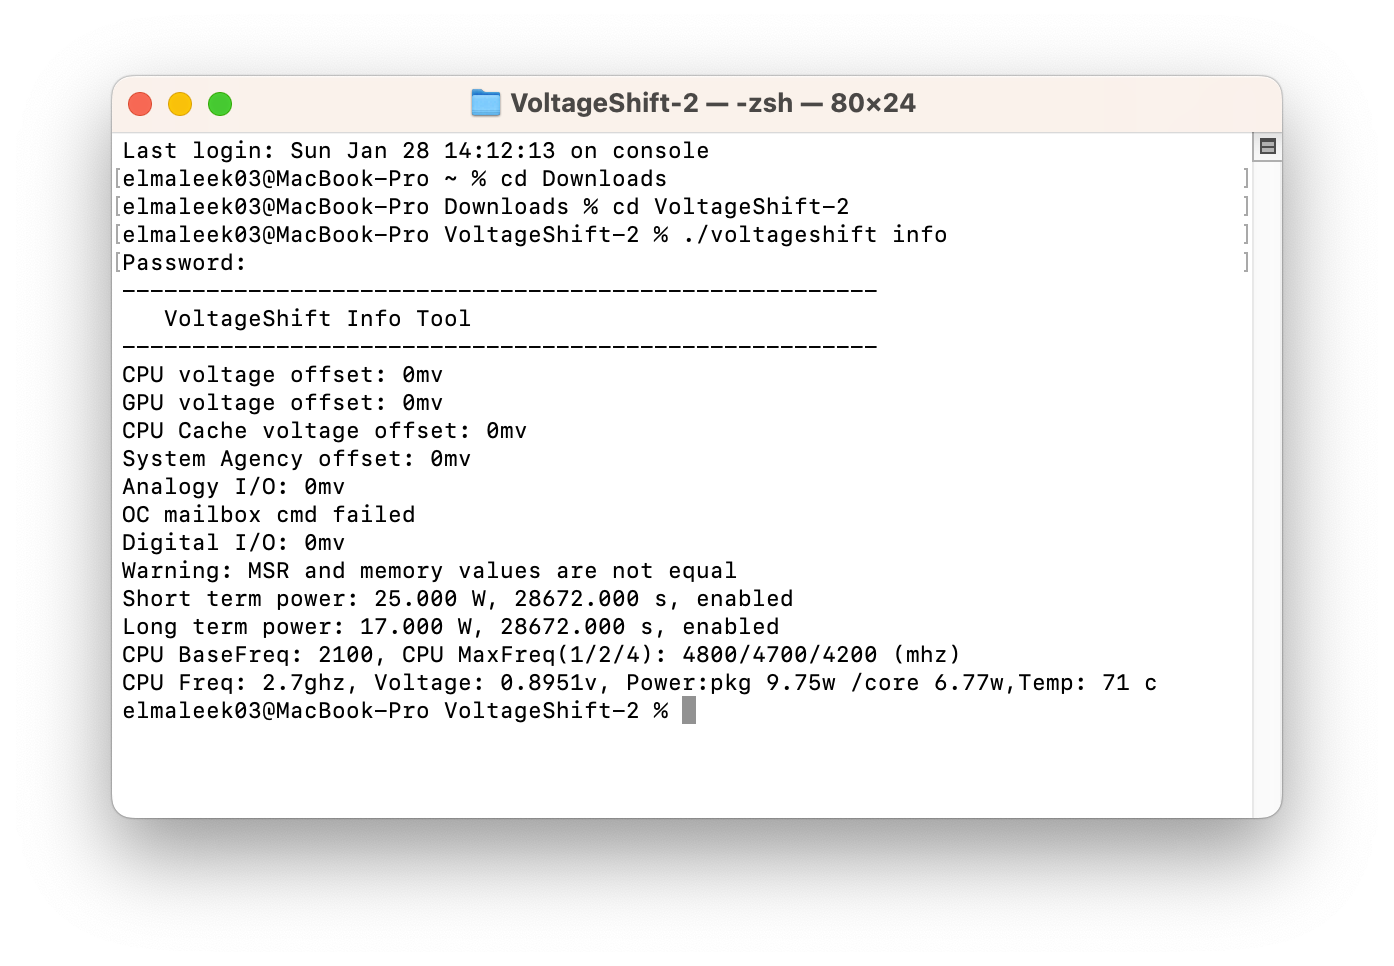 VoltageShift-2 — -zsh — 80×24
Last login: Sun Jan 28 14:12:13 on console
[elmaleek03@MacBook-Pro ~ % cd Downloads ]
[elmaleek03@MacBook-Pro Downloads % cd VoltageShift-2 ]
[elmaleek03@MacBook-Pro VoltageShift-2 % ./voltageshift info ]
[Password: ]
------------------------------------------------------
   VoltageShift Info Tool
------------------------------------------------------
CPU voltage offset: 0mv
GPU voltage offset: 0mv
CPU Cache voltage offset: 0mv
System Agency offset: 0mv
Analogy I/O: 0mv
OC mailbox cmd failed
Digital I/O: 0mv
Warning: MSR and memory values are not equal
Short term power: 25.000 W, 28672.000 s, enabled
Long term power: 17.000 W, 28672.000 s, enabled
CPU BaseFreq: 2100, CPU MaxFreq(1/2/4): 4800/4700/4200 (mhz)
CPU Freq: 2.7ghz, Voltage: 0.8951v, Power:pkg 9.75w /core 6.77w,Temp: 71 c
elmaleek03@MacBook-Pro VoltageShift-2 %